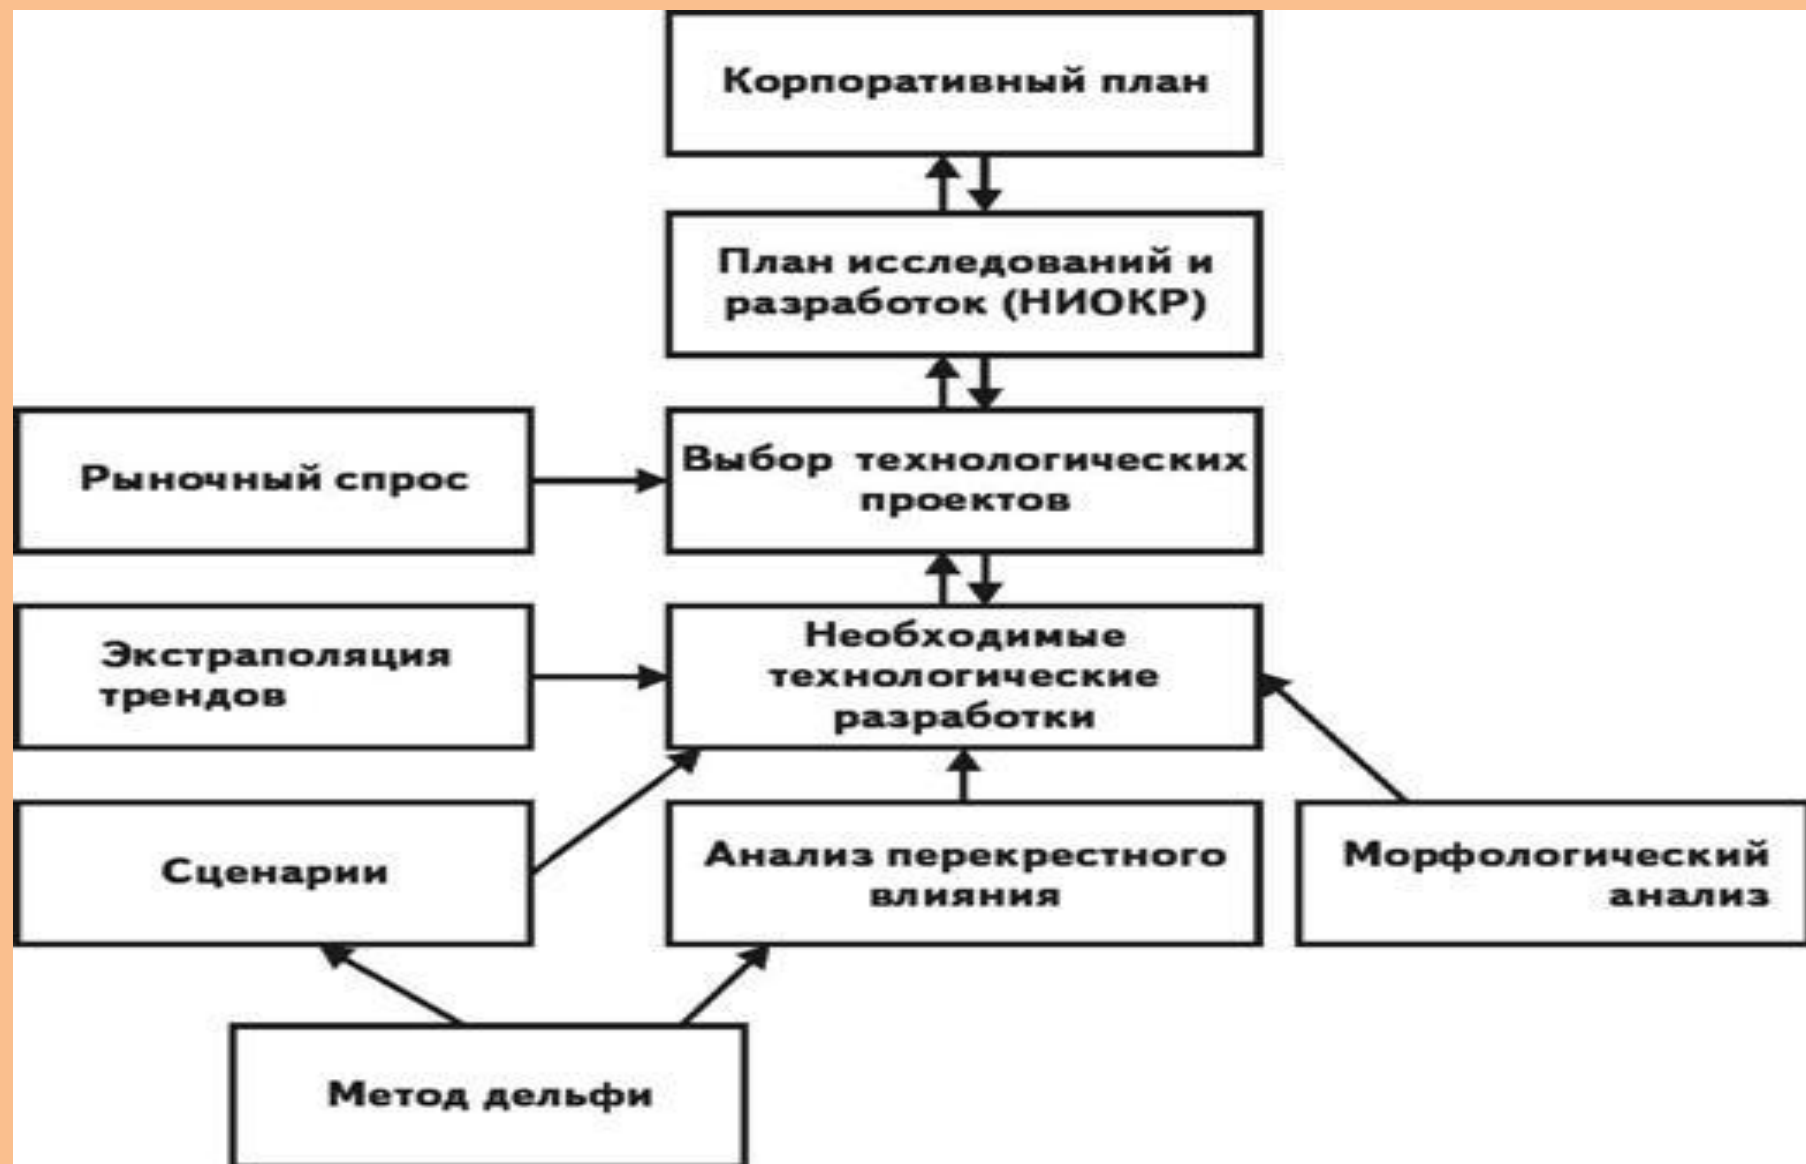 Корпоративный план
План исследований и
разработок (НИОКР)
Рыночный спрос
Выбор технологических
проектов
Экстраполяция
трендов
Необходимые
технологические
разработки
Сценарии
Анализ перекрестного
влияния
Морфологический
анализ
Метод дельфи